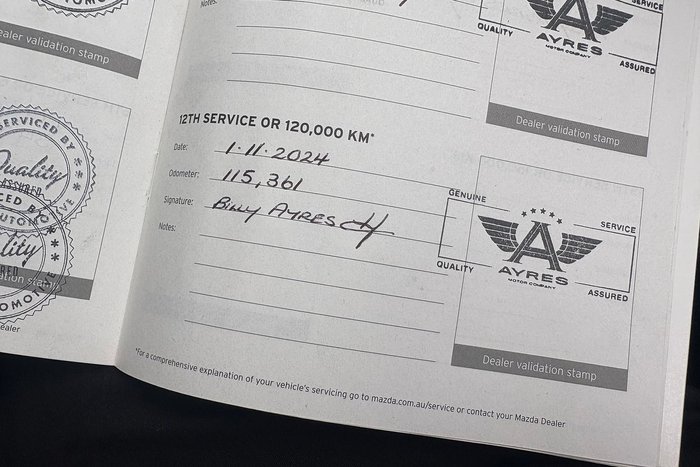 Dealer validation stamp
SERVICED BY
Quality
ASSURED
Notes:
QUALITY
SERVICE
AYRES
MOTOR COMPANY
ASSURED
Dealer validation stamp
12TH SERVICE OR 120,000 KM*
Date: 1·11·2024
Odometer: 115,361
Signature: BILLY AYRES
Notes:
GENUINE
SERVICE
A
AYRES
MOTOR COMPANY
QUALITY
ASSURED
Dealer validation stamp
*For a comprehensive explanation of your vehicle's servicing go to mazda.com.au/service or contact your Mazda Dealer